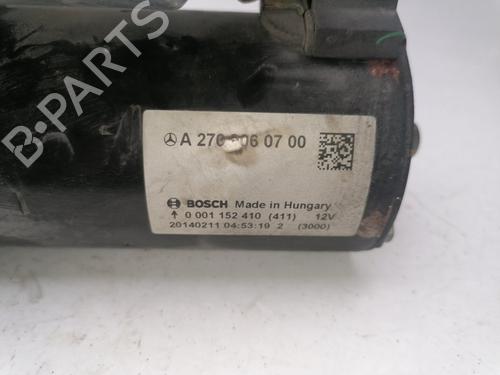 B-PARTS
A 270 906 07 00
BOSCH Made in Hungary
0 001 152 410 (411) 12V
20140211 04:53:19 2 (3000)